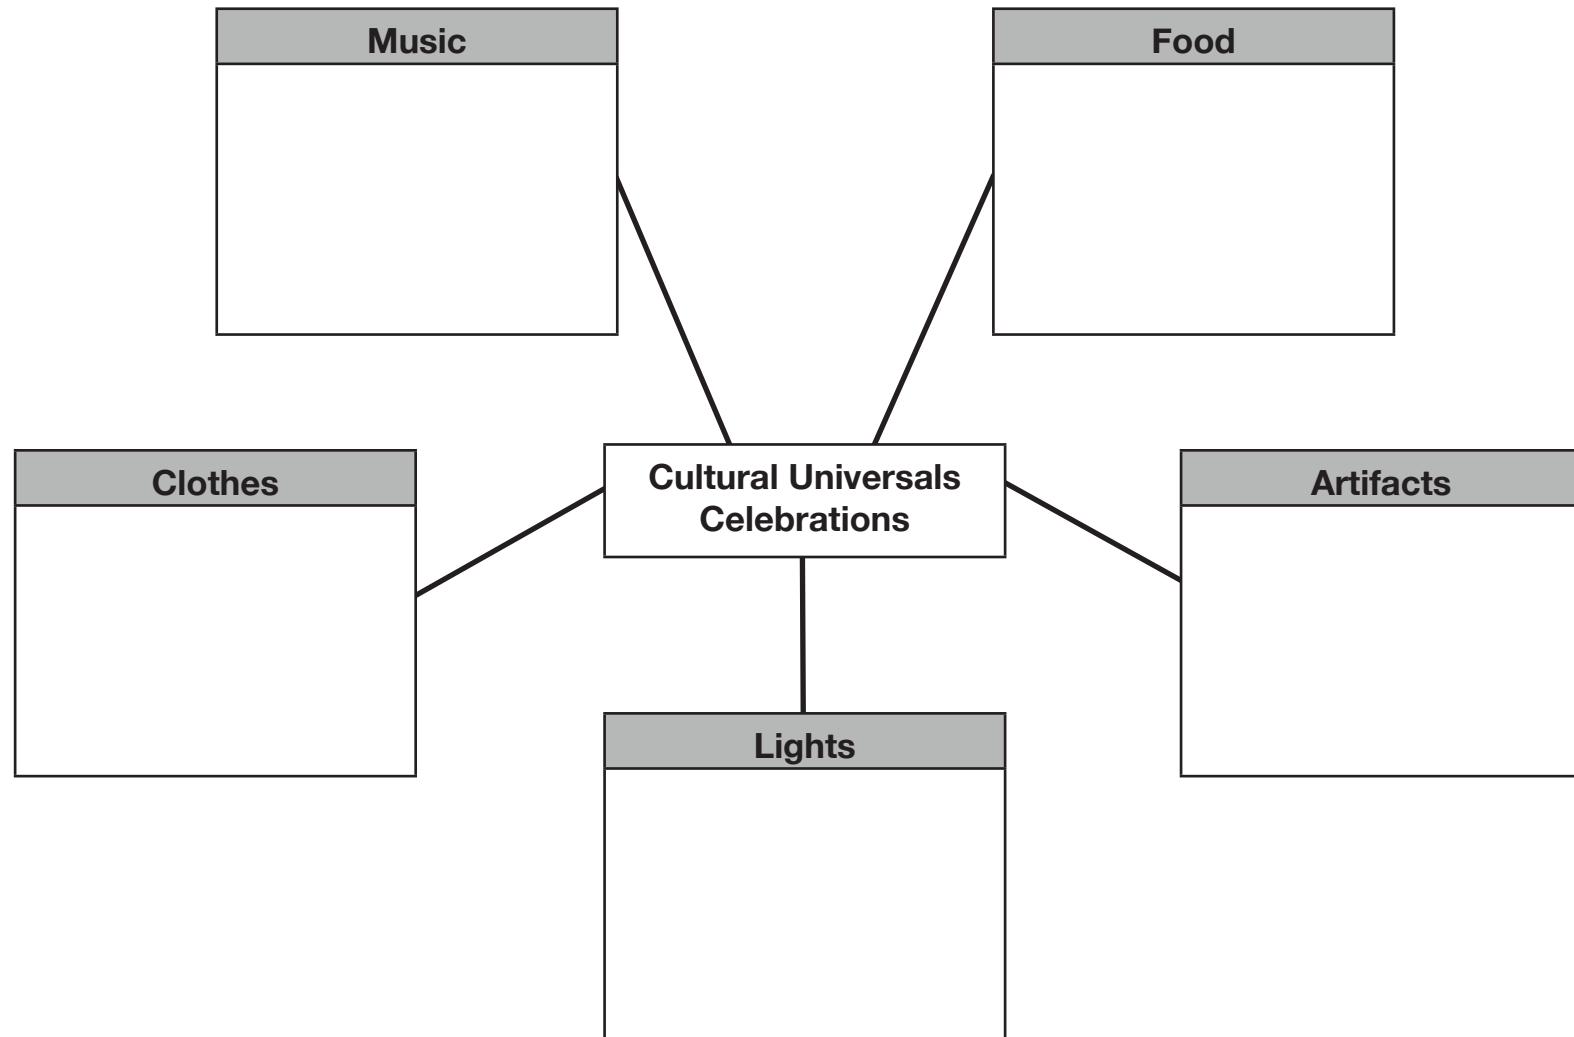 Music
Food
Clothes
Cultural Universals
Celebrations
Artifacts
Lights